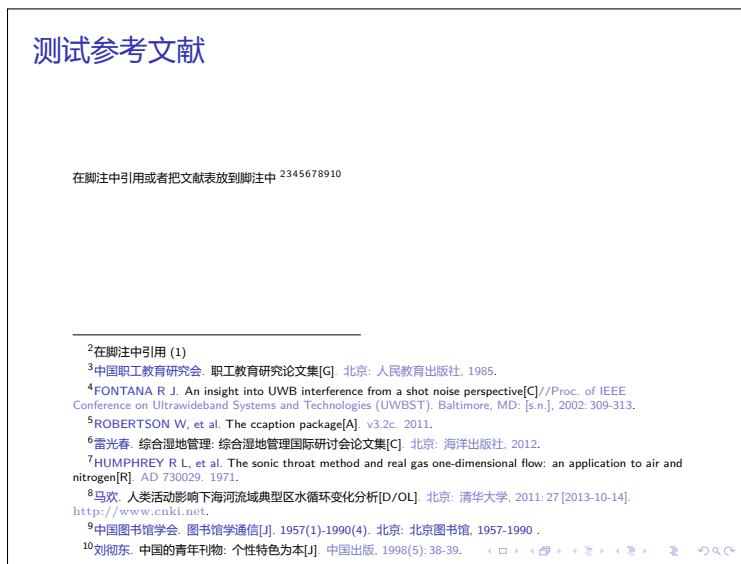 测试参考文献
在脚注中引用或者把文献表放到脚注中 2345678910
2在脚注中引用 (1)
3中国职工教育研究会. 职工教育研究论文集[G]. 北京: 人民教育出版社, 1985.
4FONTANA R J. An insight into UWB interference from a shot noise perspective[C]//Proc. of IEEE
Conference on Ultrawideband Systems and Technologies (UWBST). Baltimore, MD: [s.n.], 2002: 309-313.
5ROBERTSON W, et al. The ccaption package[A]. v3.2c. 2011.
6雷光春. 综合湿地管理: 综合湿地管理国际研讨会论文集[C]. 北京: 海洋出版社, 2012.
7HUMPHREY R L, et al. The sonic throat method and real gas one-dimensional flow: an application to air and
nitrogen[R]. AD 730029. 1971.
8马欢. 人类活动影响下海河流域典型区水循环变化分析[D/OL]. 北京: 清华大学, 2011: 27 [2013-10-14].
http://www.cnki.net.
9中国图书馆学会. 图书馆学通信[J]. 1957(1)-1990(4). 北京: 北京图书馆, 1957-1990 .
10刘彻东. 中国的青年刊物: 个性特色为本[J]. 中国出版, 1998(5): 38-39.